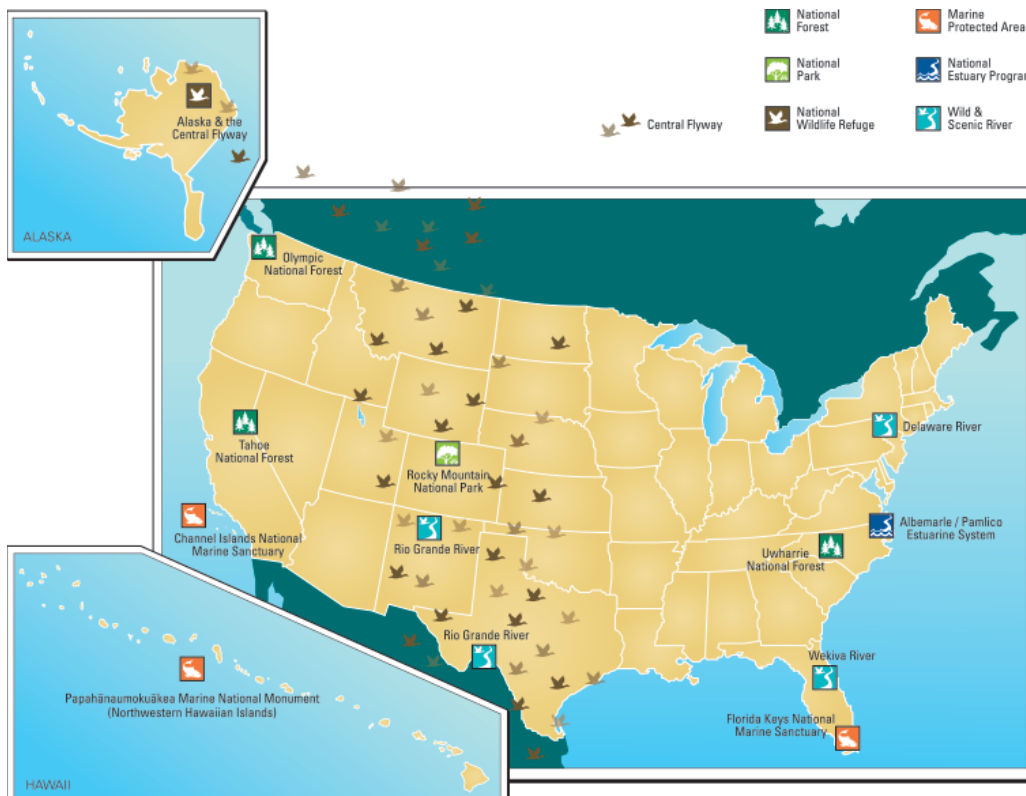 National
Forest
Marine
Protected Area
National
Park
National
Estuary Program
Central Flyway
National
Wildlife Refuge
Wild &
Scenic River
Alaska & the
Central Flyway
ALASKA
Olympic
National Forest
Tahoe
National Forest
Rocky Mountain
National Park
Delaware River
Channel Islands National
Marine Sanctuary
Rio Grande River
Albemarle / Pamlico
Estuarine System
Uwharrie
National Forest
Rio Grande River
Wekiva River
Papahānaumokuākea Marine National Monument
(Northwestern Hawaiian Islands)
Florida Keys National
Marine Sanctuary
HAWAII